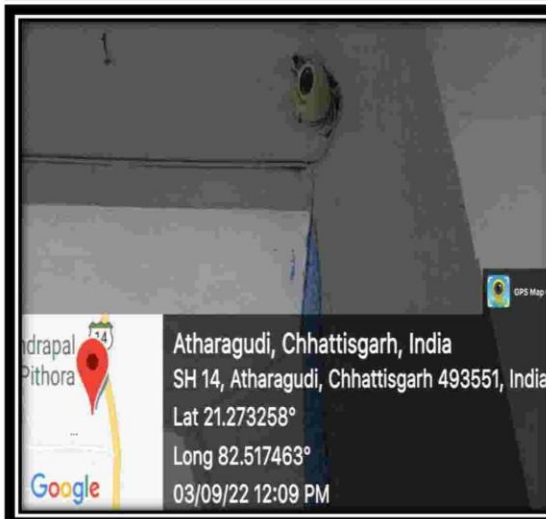 GPS Map
14
ndrapal
Pithora
Google
Atharagudi, Chhattisgarh, India
SH 14, Atharagudi, Chhattisgarh 493551, India
Lat 21.273258°
Long 82.517463°
03/09/22 12:09 PM